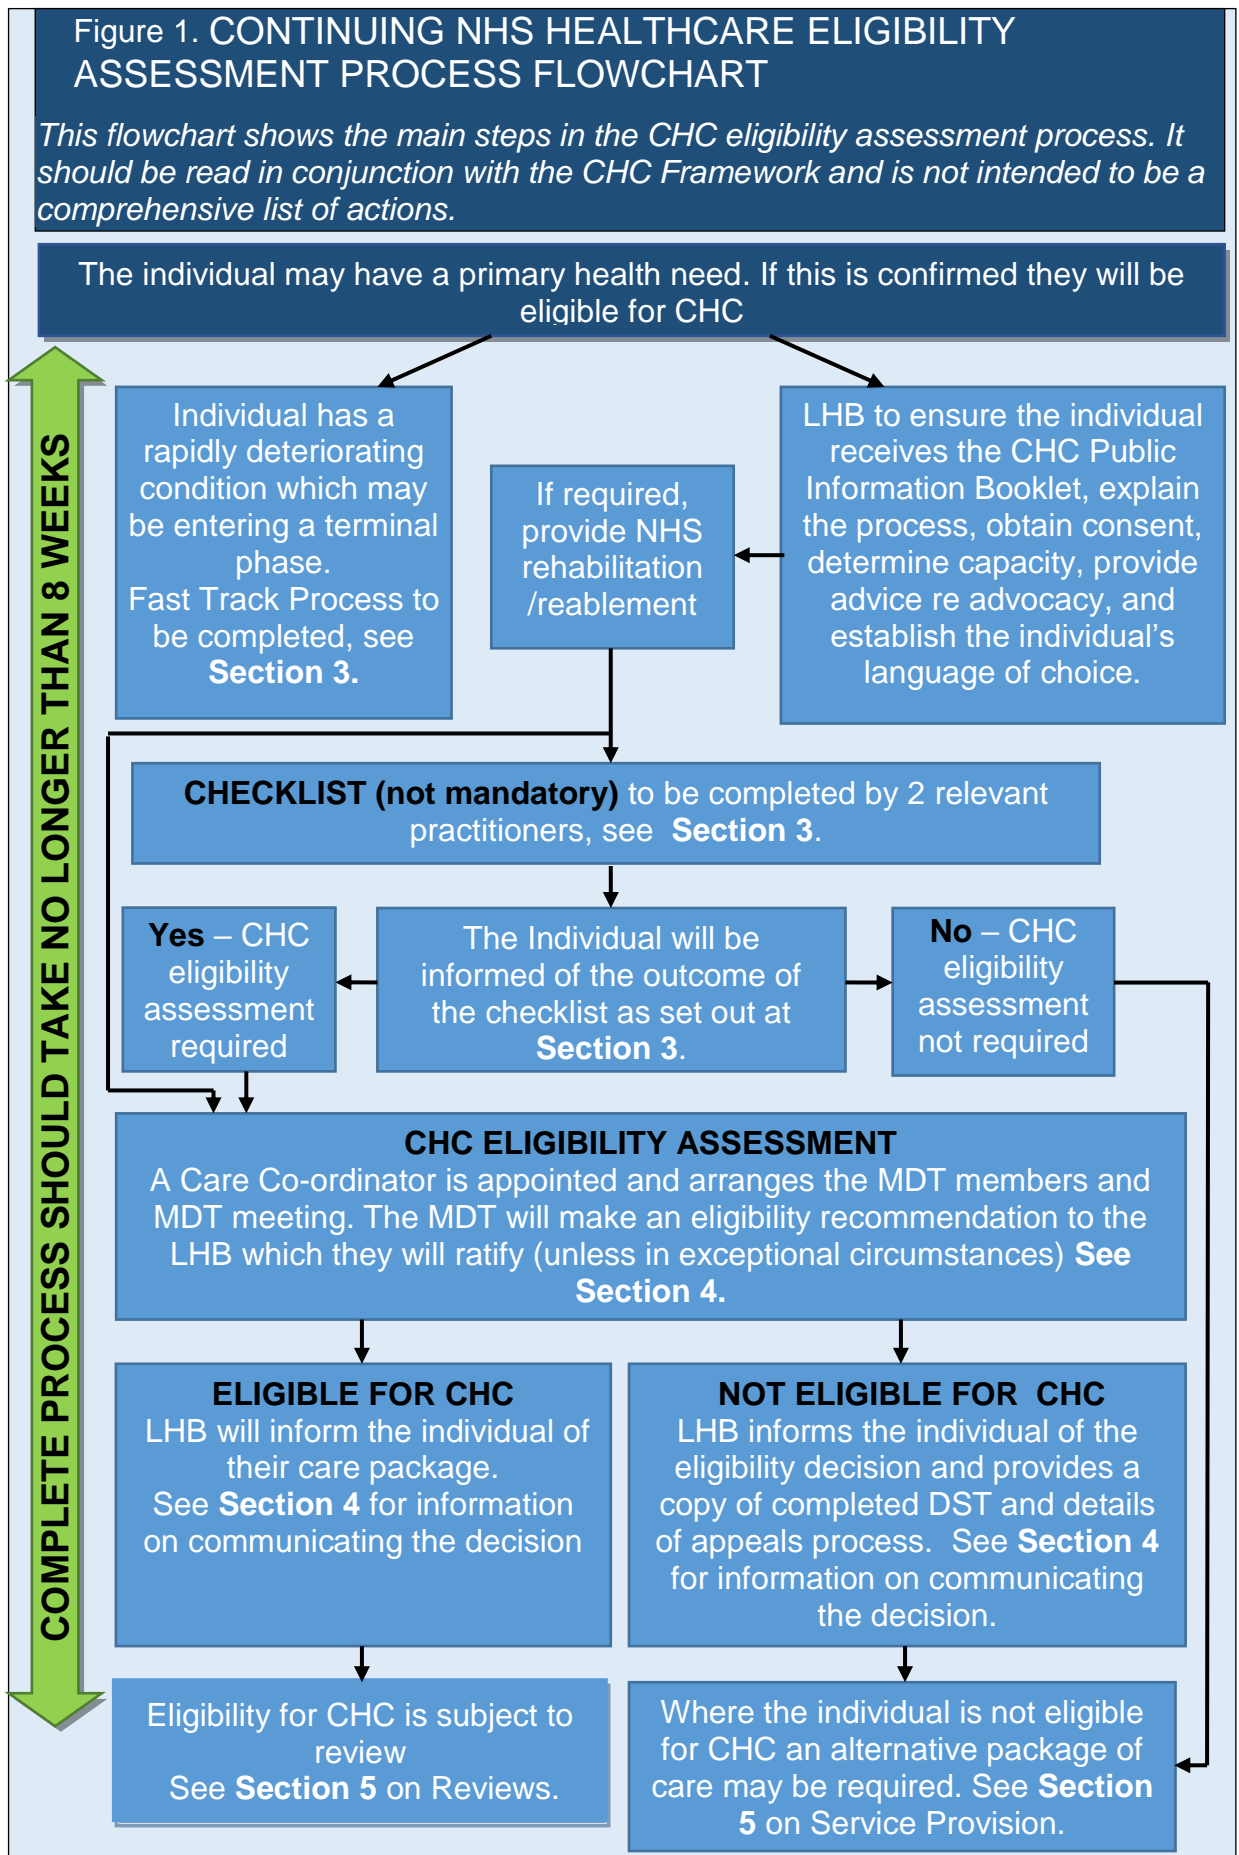 Figure 1. CONTINUING NHS HEALTHCARE ELIGIBILITY
ASSESSMENT PROCESS FLOWCHART
This flowchart shows the main steps in the CHC eligibility assessment process. It
should be read in conjunction with the CHC Framework and is not intended to be a
comprehensive list of actions.
The individual may have a primary health need. If this is confirmed they will be
eligible for CHC
COMPLETE PROCESS SHOULD TAKE NO LONGER THAN 8 WEEKS
Individual has a
rapidly deteriorating
condition which may
be entering a terminal
phase.
Fast Track Process to
be completed, see
Section 3.
If required,
provide NHS
rehabilitation
/reablement
LHB to ensure the individual
receives the CHC Public
Information Booklet, explain
the process, obtain consent,
determine capacity, provide
advice re advocacy, and
establish the individual's
language of choice.
CHECKLIST (not mandatory) to be completed by 2 relevant
practitioners, see  Section 3.
Yes – CHC
eligibility
assessment
required
The Individual will be
informed of the outcome of
the checklist as set out at
Section 3.
No – CHC
eligibility
assessment
not required
CHC ELIGIBILITY ASSESSMENT
A Care Co-ordinator is appointed and arranges the MDT members and
MDT meeting. The MDT will make an eligibility recommendation to the
LHB which they will ratify (unless in exceptional circumstances) See
Section 4.
ELIGIBLE FOR CHC
LHB will inform the individual of
their care package.
See Section 4 for information
on communicating the decision
NOT ELIGIBLE FOR  CHC
LHB informs the individual of the
eligibility decision and provides a
copy of completed DST and details
of appeals process.  See Section 4
for information on communicating
the decision.
Eligibility for CHC is subject to
review
See Section 5 on Reviews.
Where the individual is not eligible
for CHC an alternative package of
care may be required. See Section
5 on Service Provision.